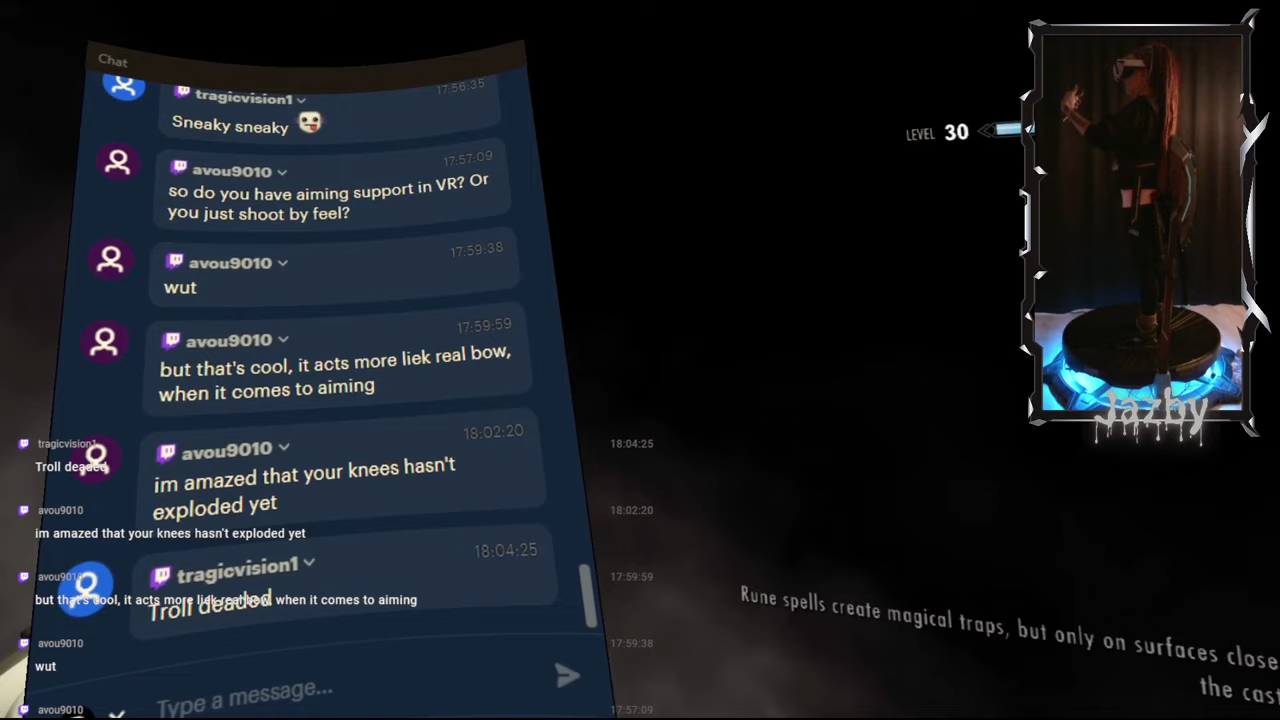 Chat
tragicvision1
17:56:35
Sneaky sneaky
avou9010
17:57:09
so do you have aiming support in VR? Or
you just shoot by feel?
avou9010
17:59:38
wut
avou9010
17:59:59
but that's cool, it acts more liek real bow,
when it comes to aiming
avou9010
18:02:20
im amazed that your knees hasn't
exploded yet
tragicvision1
18:04:25
Troll deaded
Type a message...
tragicvision1
18:04:25
Troll deaded
avou9010
18:02:20
im amazed that your knees hasn't exploded yet
avou9010
17:59:59
but that's cool, it acts more liek real bow, when it comes to aiming
avou9010
17:59:38
wut
avou9010
17:57:09
LEVEL 30
Jazhy
Rune spells create magical traps, but only on surfaces close
the cast